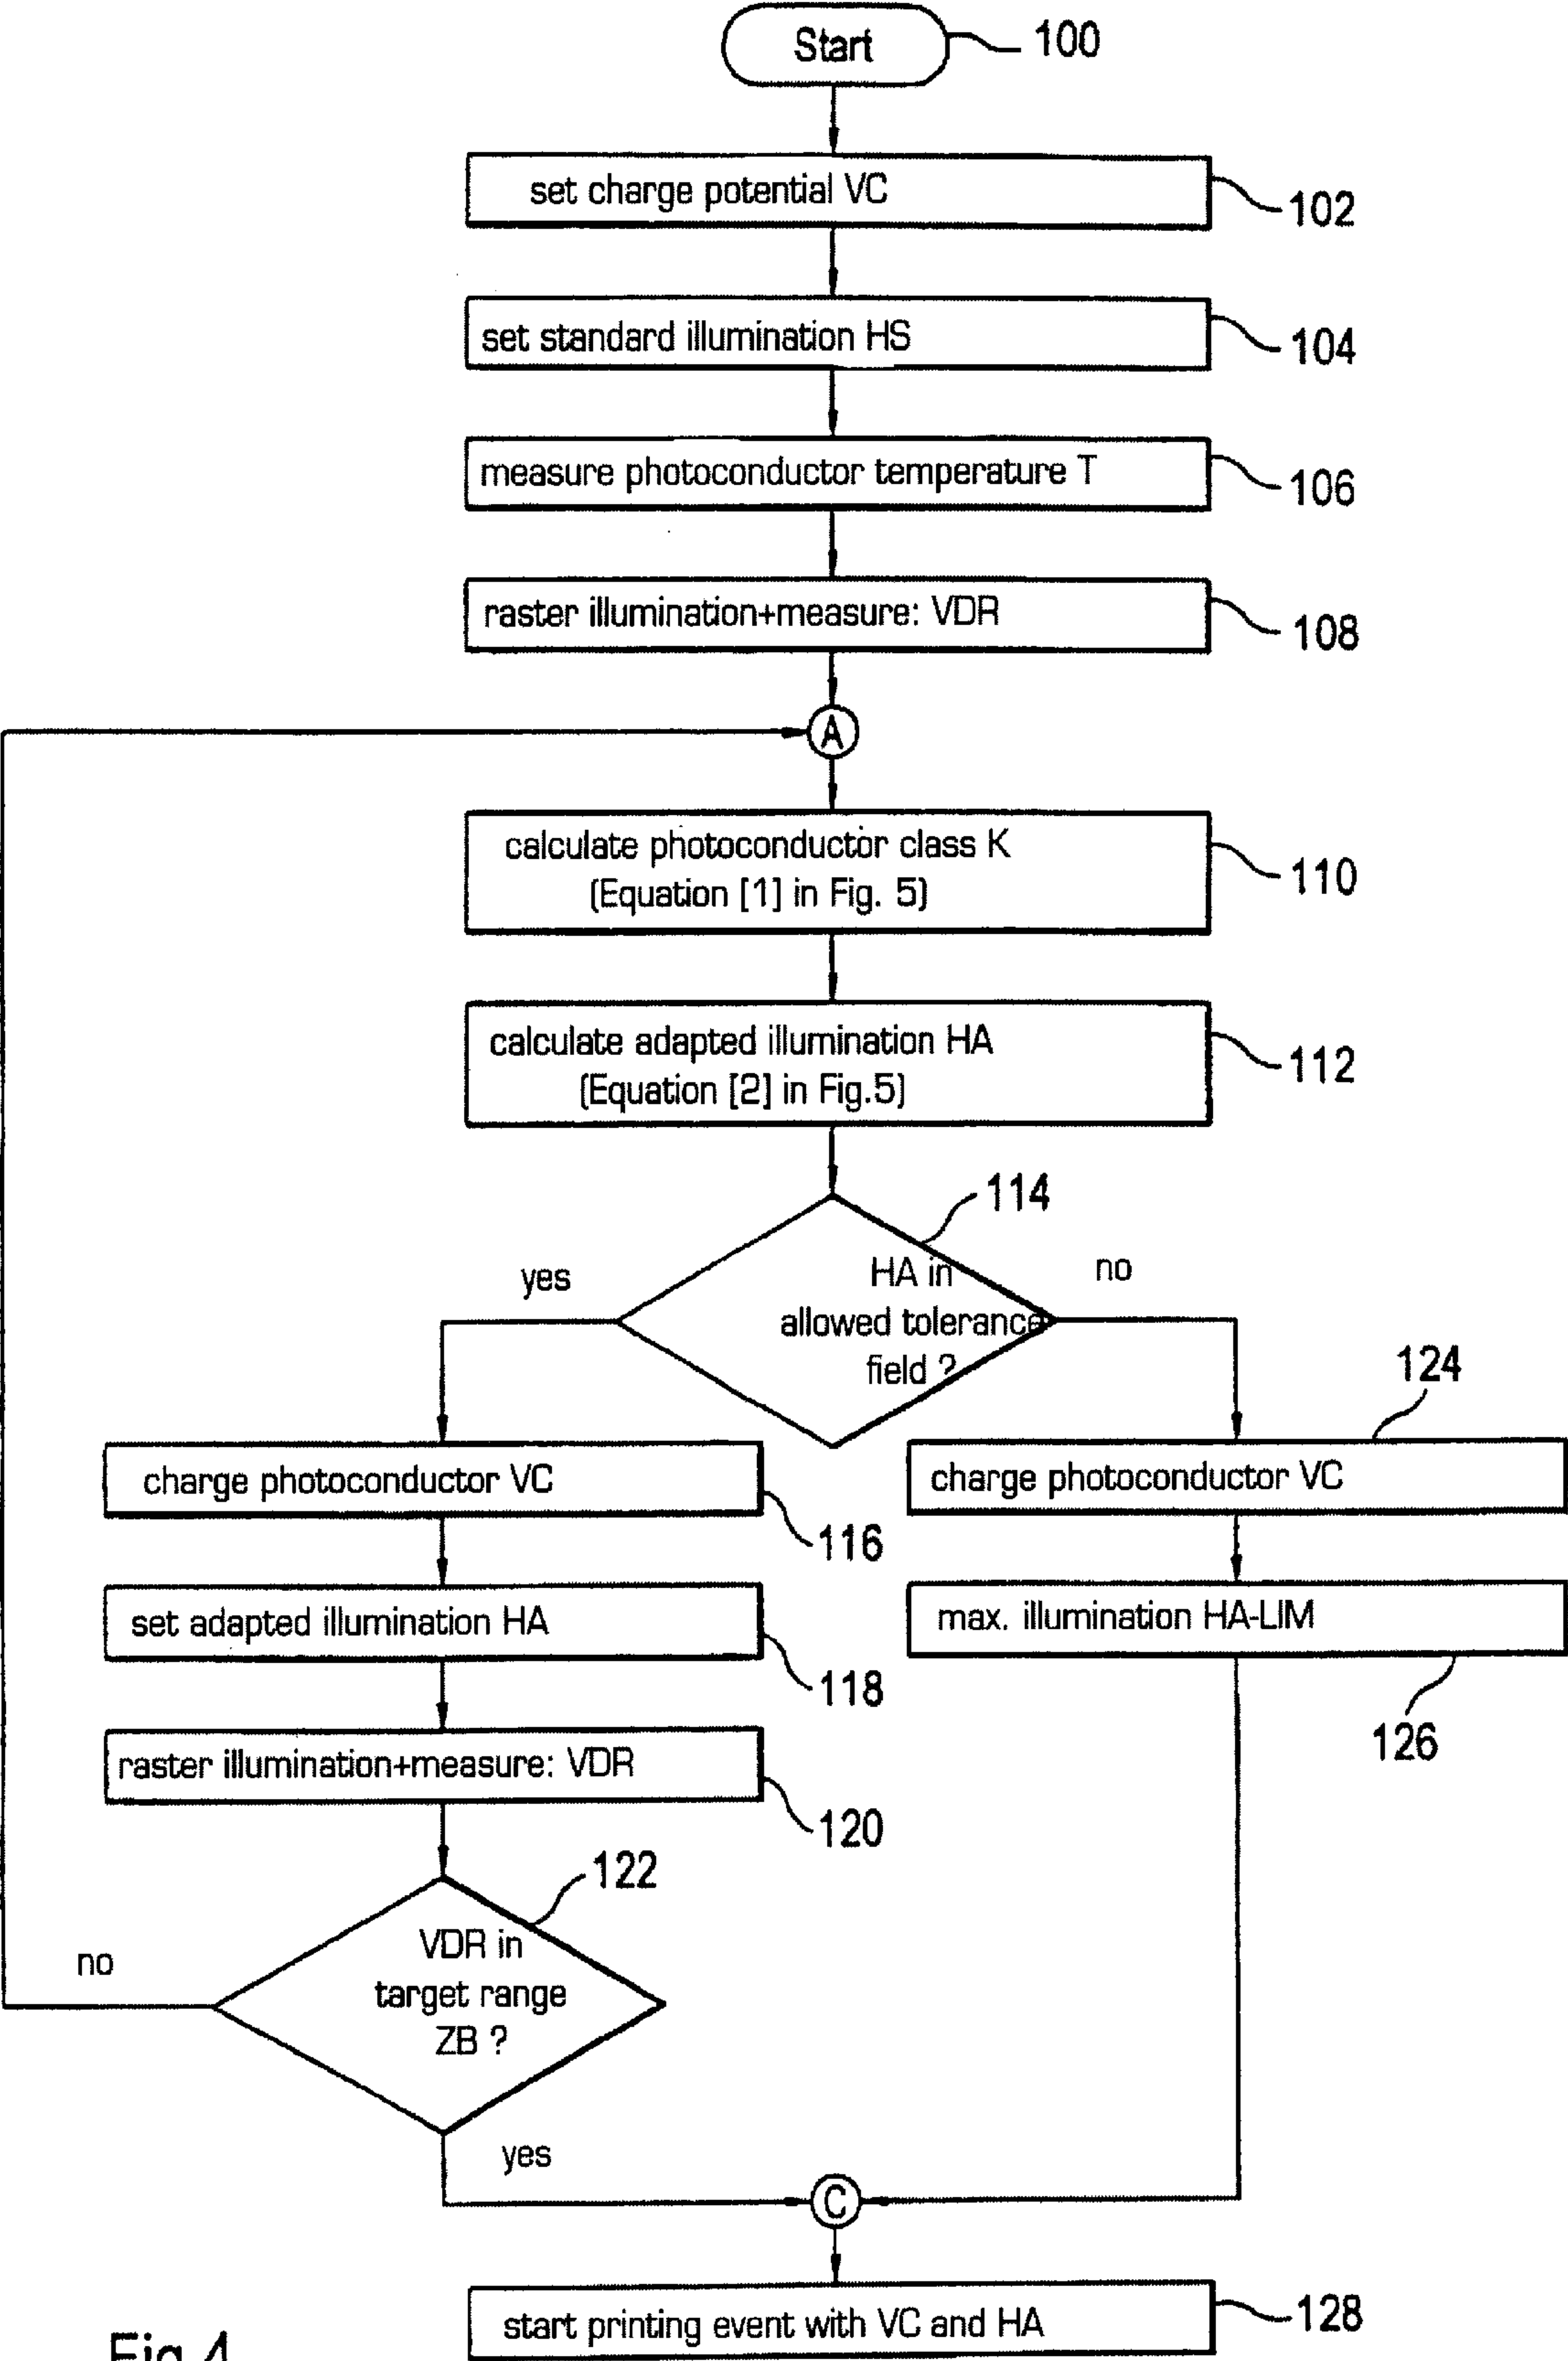 Start
100
set charge potential VC
102
set standard illumination HS
104
measure photoconductor temperature T
106
raster illumination+measure: VDR
108
A
calculate photoconductor class K
(Equation [1] in Fig. 5)
110
calculate adapted illumination HA
(Equation [2] in Fig.5)
112
114
yes
HA in
allowed tolerance
field ?
no
124
charge photoconductor VC
116
charge photoconductor VC
set adapted illumination HA
118
max. illumination HA-LIM
126
raster illumination+measure: VDR
120
122
no
VDR in
target range
ZB ?
yes
C
start printing event with VC and HA
128
Fig.4